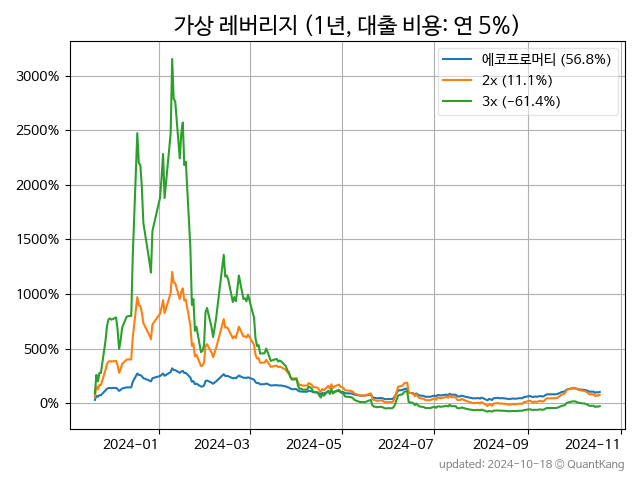 가상 레버리지 (1년, 대출 비용: 연 5%)
에코프로머티 (56.8%)
2x (11.1%)
3x (−61.4%)
3000%
2500%
2000%
1500%
1000%
500%
0%
2024-01 2024-03 2024-05 2024-07 2024-09 2024-11
updated: 2024-10-18 © QuantKang